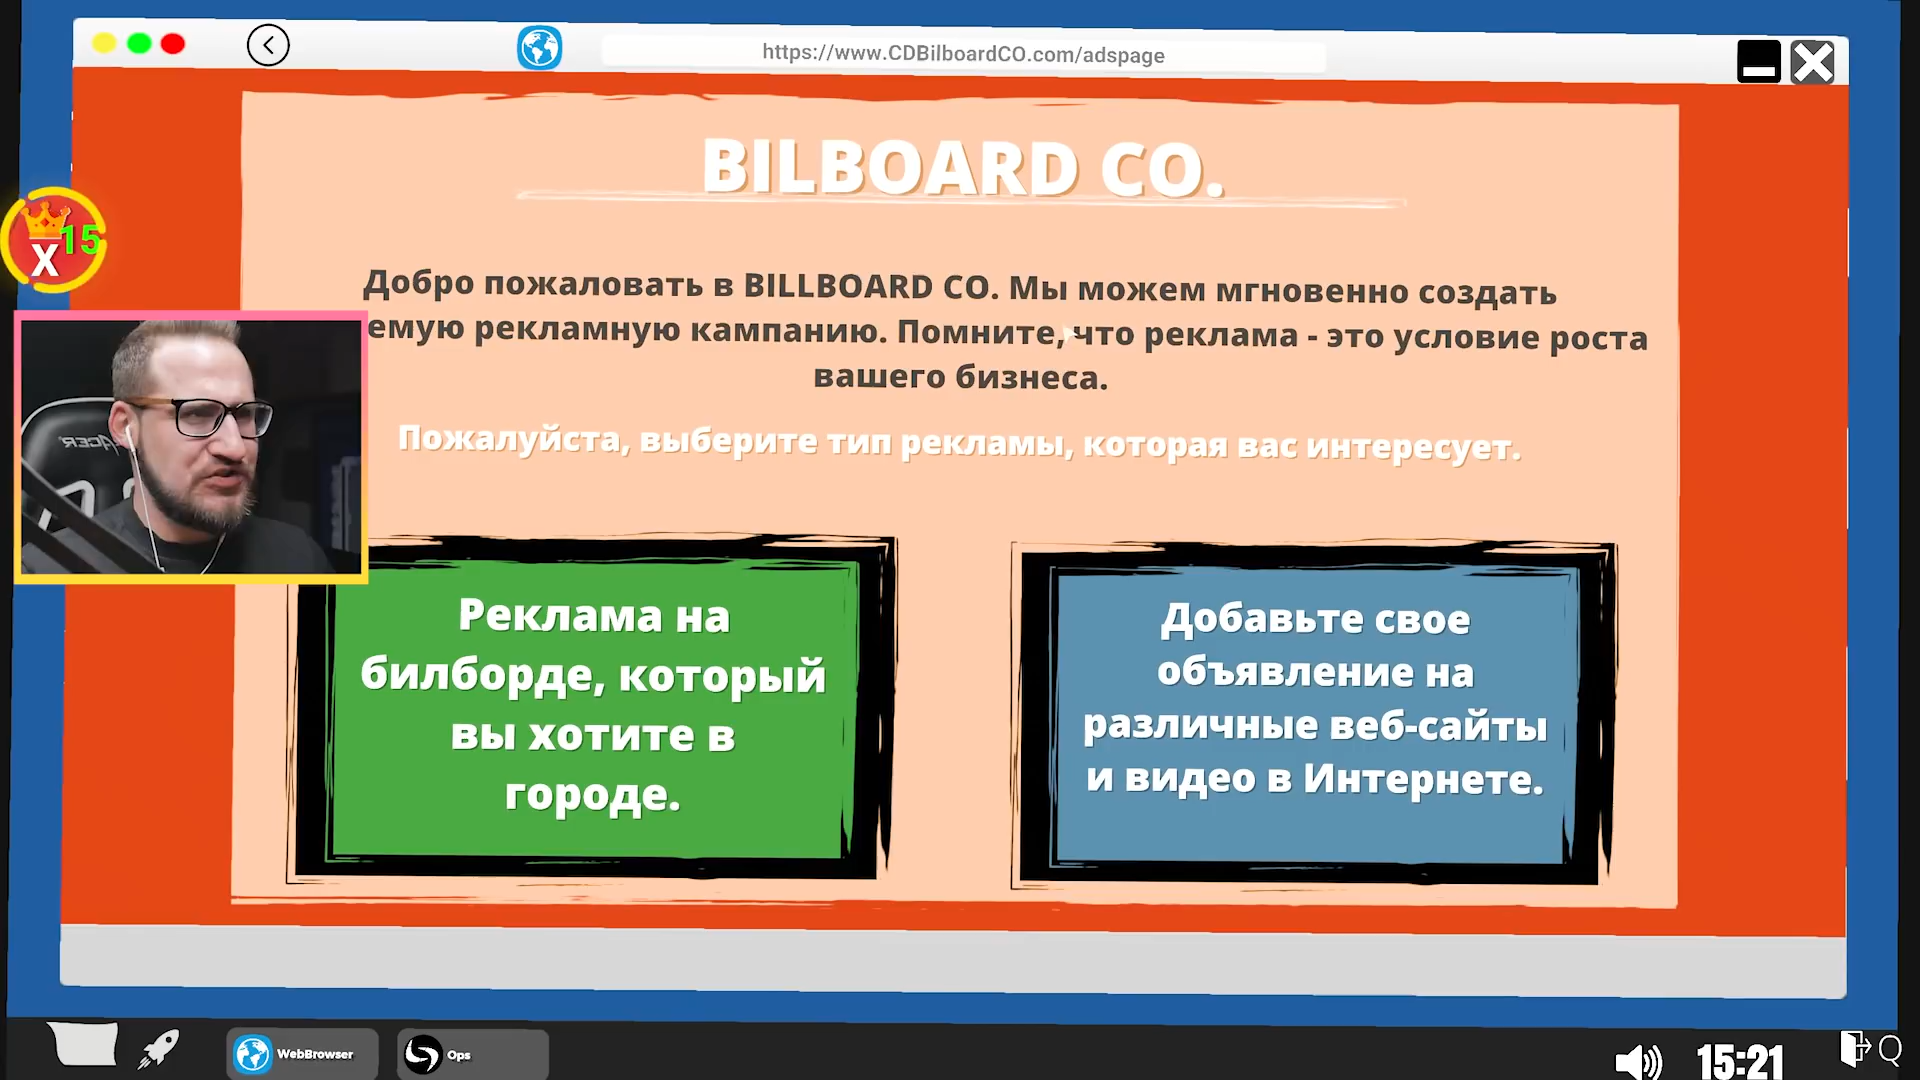 https://www.CDBilboardCO.com/adspage
BILBOARD CO.
X15
Добро пожаловать в BILLBOARD CO. Мы можем мгновенно создать
емую рекламную кампанию. Помните, что реклама - это условие роста
вашего бизнеса.
Пожалуйста, выберите тип рекламы, которая вас интересует.
ACER
Реклама на
билборде, который
вы хотите в
городе.
Добавьте свое
объявление на
различные веб-сайты
и видео в Интернете.
WebBrowser
Ops
15:21
Q